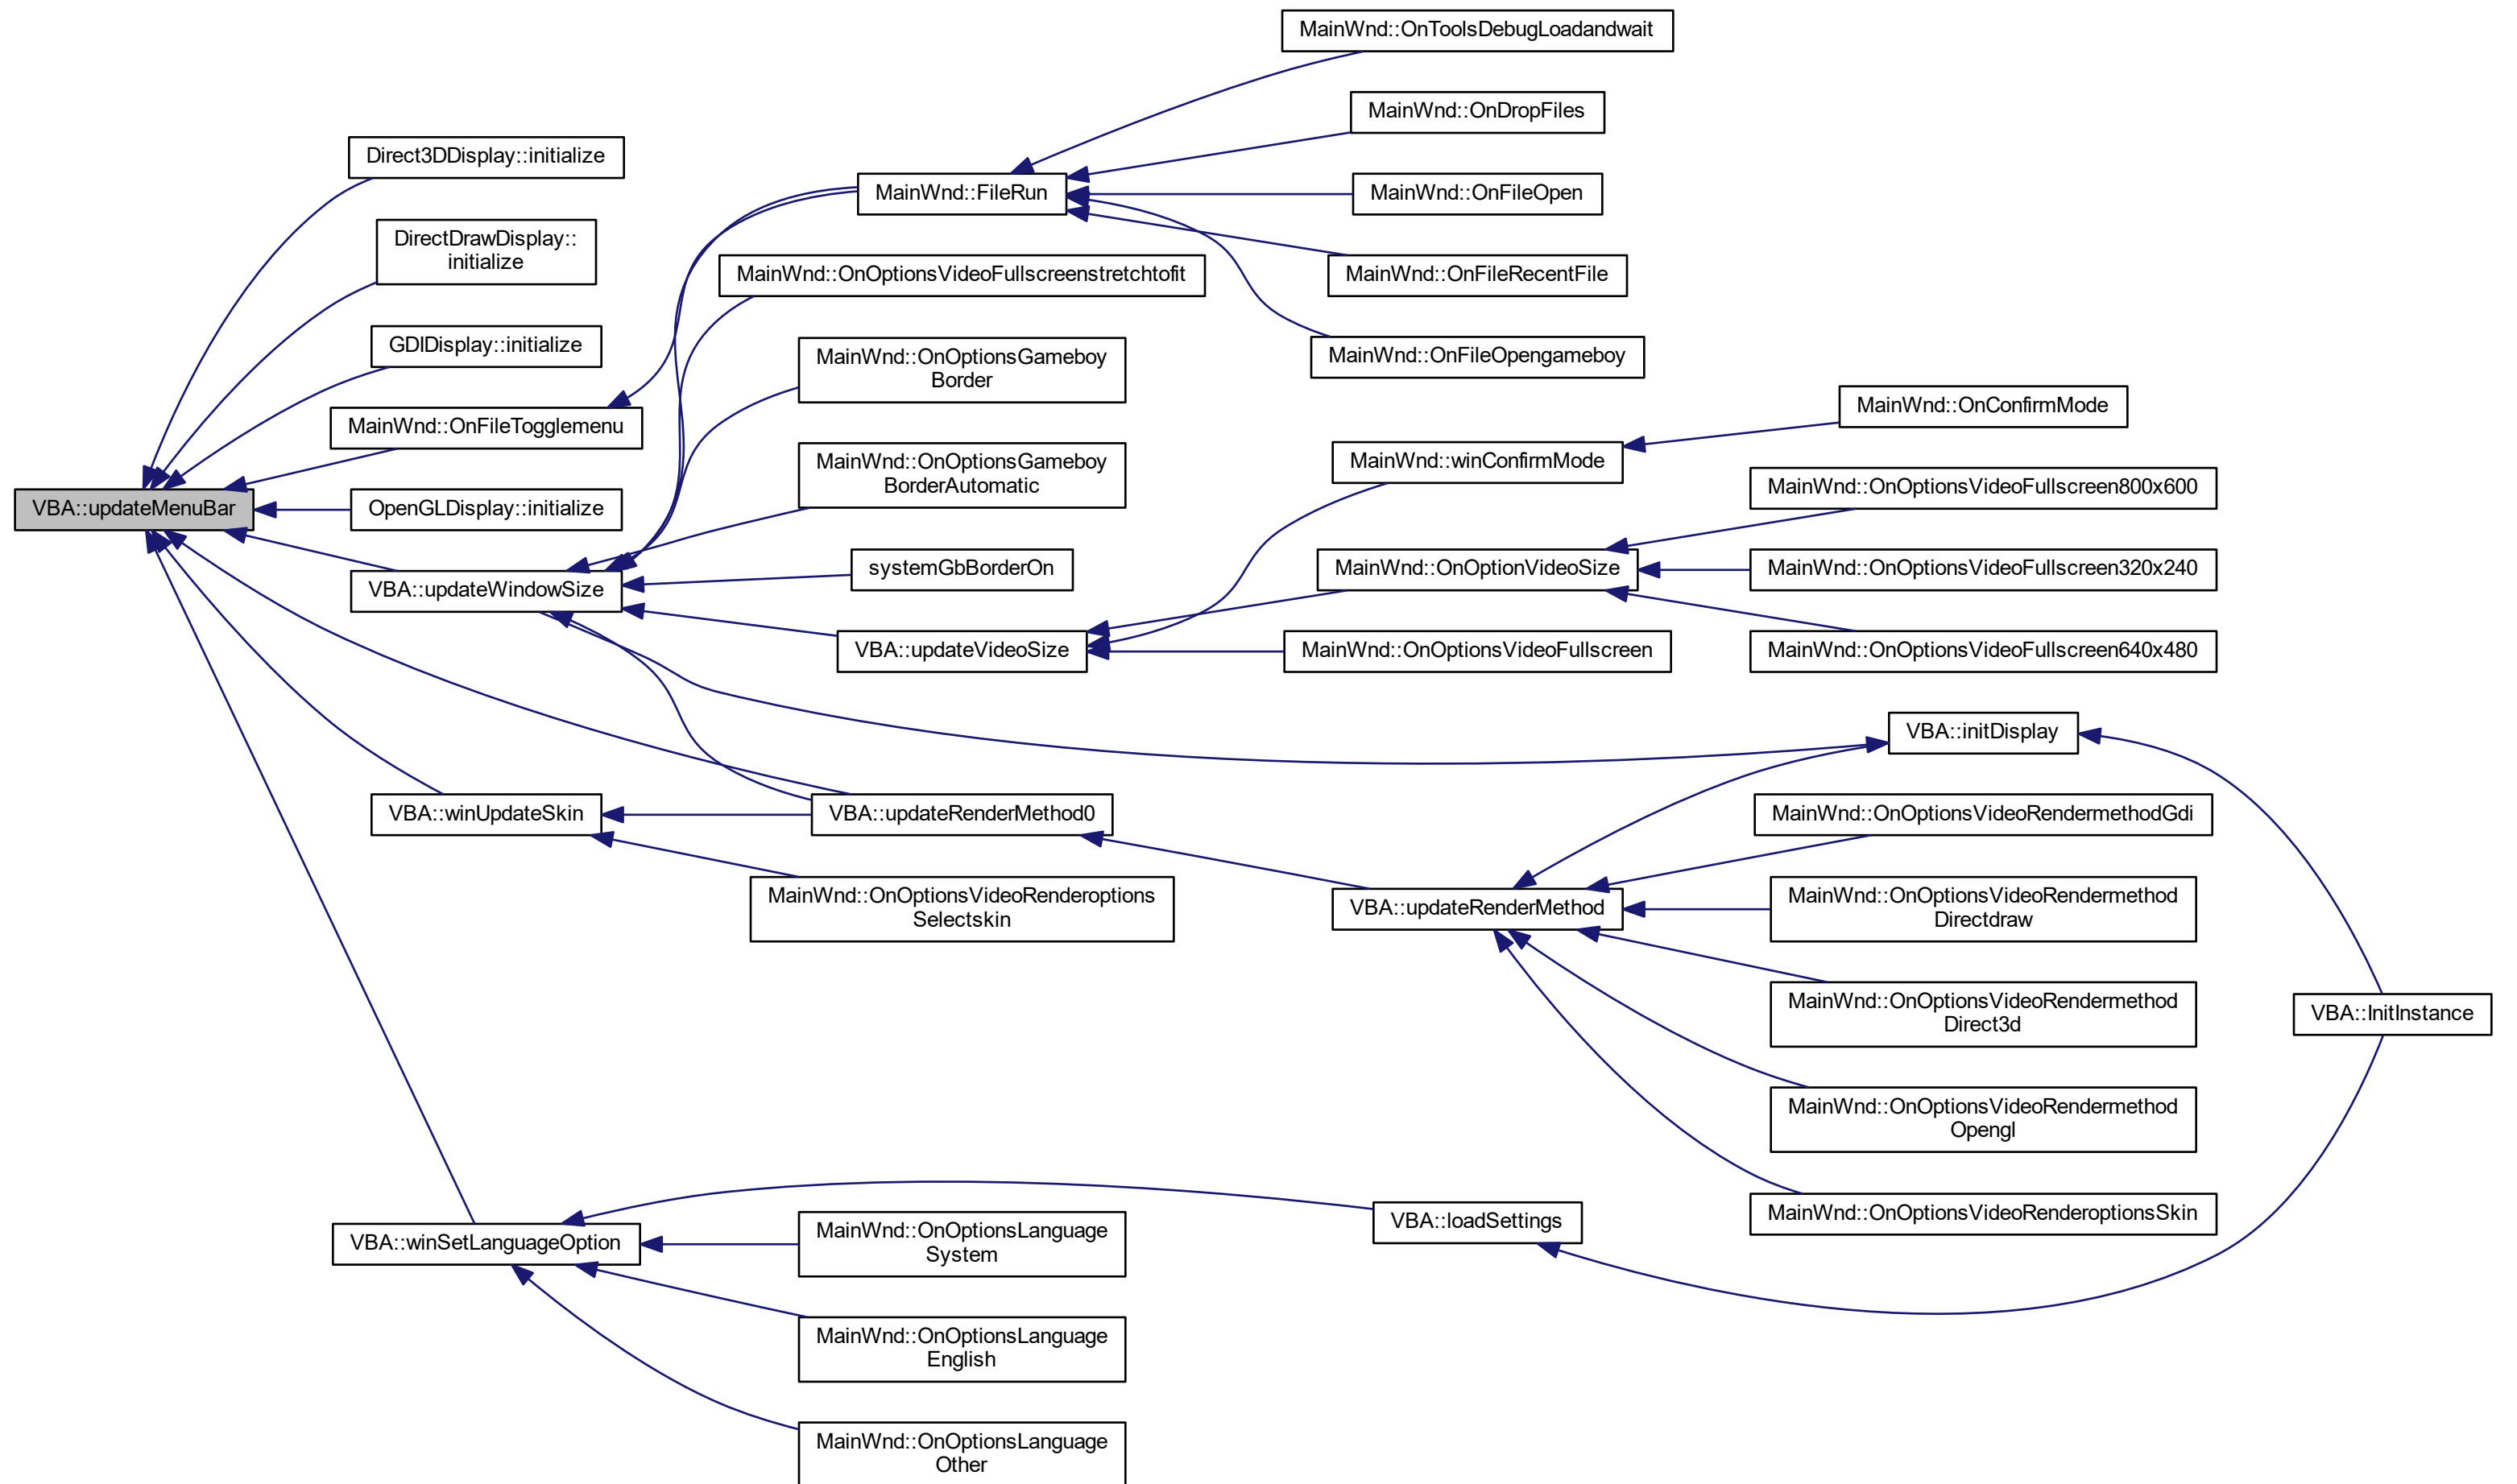 MainWnd::OnToolsDebugLoadandwait
MainWnd::OnDropFiles
Direct3DDisplay::initialize
MainWnd::FileRun
MainWnd::OnFileOpen
DirectDrawDisplay::
initialize
MainWnd::OnOptionsVideoFullscreenstretchtofit
MainWnd::OnFileRecentFile
GDIDisplay::initialize
MainWnd::OnOptionsGameboy
Border
MainWnd::OnFileOpengameboy
MainWnd::OnFileTogglemenu
MainWnd::OnConfirmMode
MainWnd::OnOptionsGameboy
BorderAutomatic
MainWnd::winConfirmMode
MainWnd::OnOptionsVideoFullscreen800x600
VBA::updateMenuBar
OpenGLDisplay::initialize
systemGbBorderOn
MainWnd::OnOptionVideoSize
MainWnd::OnOptionsVideoFullscreen320x240
VBA::updateWindowSize
VBA::updateVideoSize
MainWnd::OnOptionsVideoFullscreen
MainWnd::OnOptionsVideoFullscreen640x480
VBA::initDisplay
VBA::winUpdateSkin
VBA::updateRenderMethod0
MainWnd::OnOptionsVideoRendermethodGdi
MainWnd::OnOptionsVideoRenderoptions
Selectskin
VBA::updateRenderMethod
MainWnd::OnOptionsVideoRendermethod
Directdraw
MainWnd::OnOptionsVideoRendermethod
Direct3d
VBA::InitInstance
MainWnd::OnOptionsVideoRendermethod
Opengl
VBA::loadSettings
MainWnd::OnOptionsVideoRenderoptionsSkin
VBA::winSetLanguageOption
MainWnd::OnOptionsLanguage
System
MainWnd::OnOptionsLanguage
English
MainWnd::OnOptionsLanguage
Other